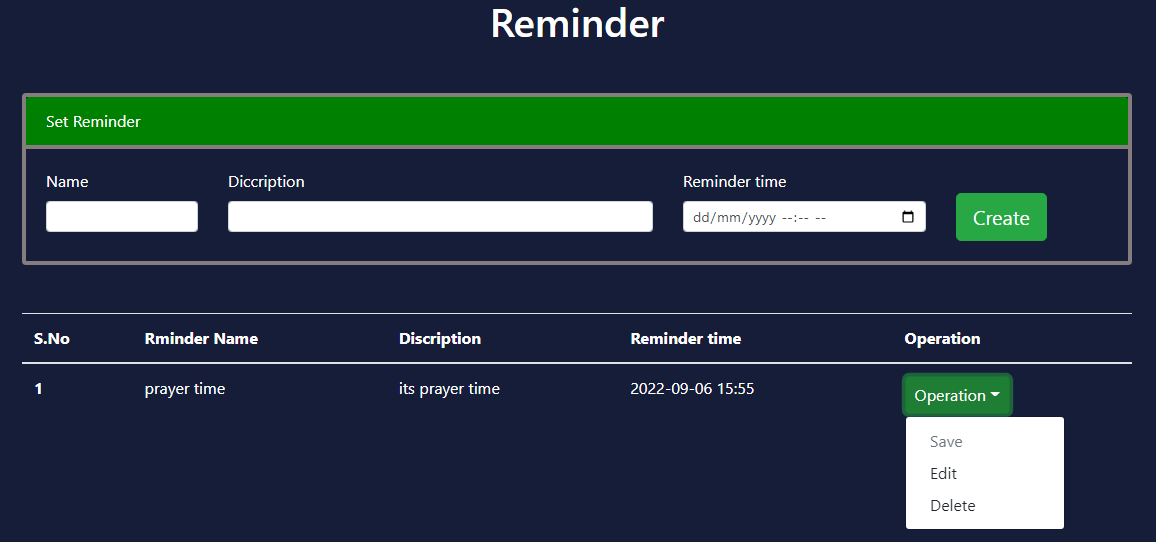 Reminder
Set Reminder
Name Diccription Reminder time
dd/mm/yyyy --:-- -- Create
S.No Rminder Name Discription Reminder time Operation
1 prayer time its prayer time 2022-09-06 15:55 Operation
Save
Edit
Delete